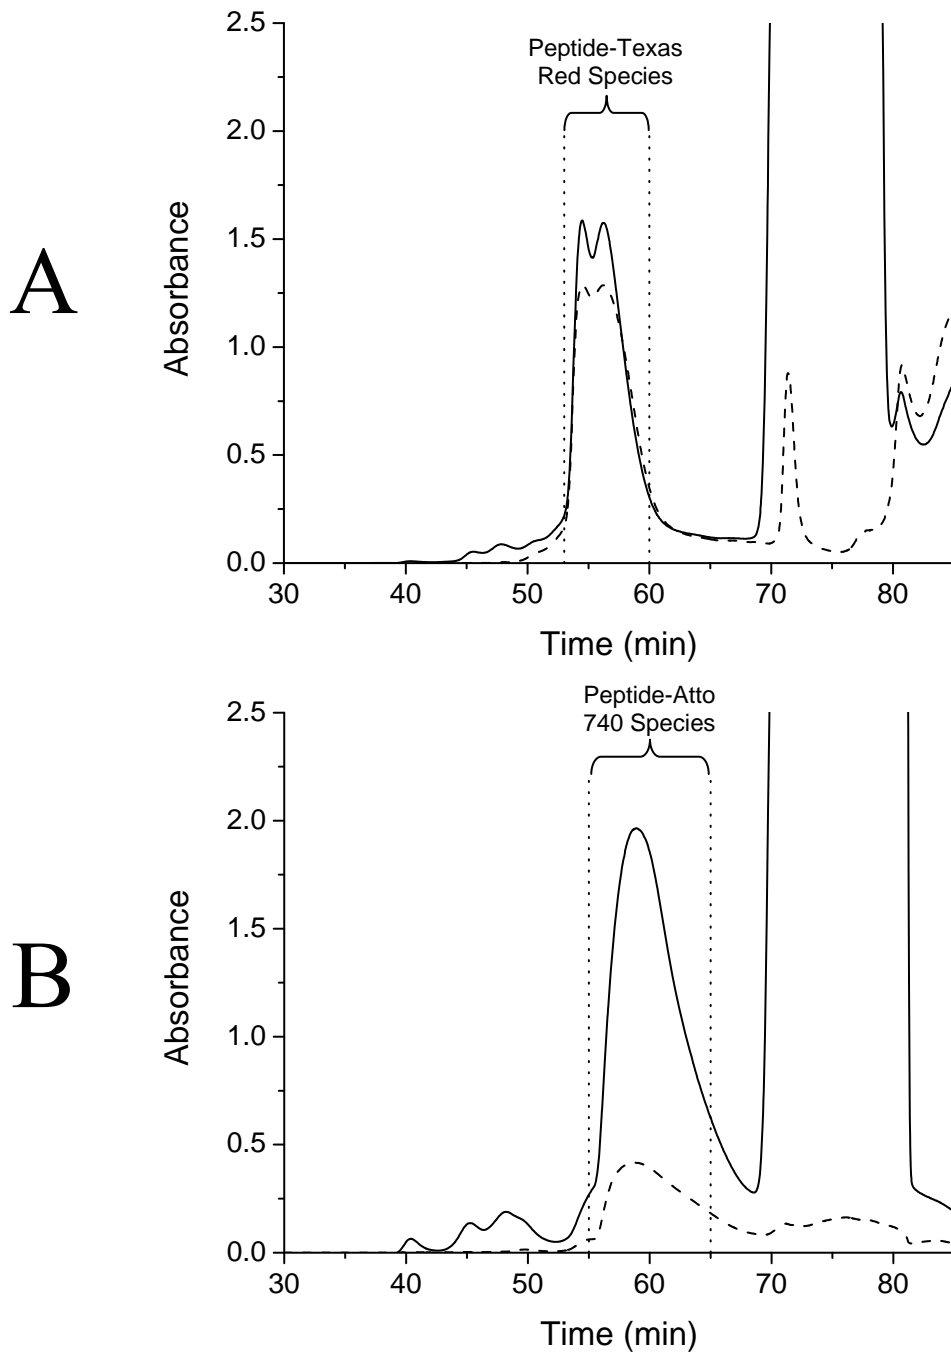 A
Peptide-Texas
Red Species
2.5
2.0
1.5
1.0
0.5
0.0
Absorbance
30 40 50 60 70 80
Time (min)
B
Peptide-Atto
740 Species
2.5
2.0
1.5
1.0
0.5
0.0
Absorbance
30 40 50 60 70 80
Time (min)